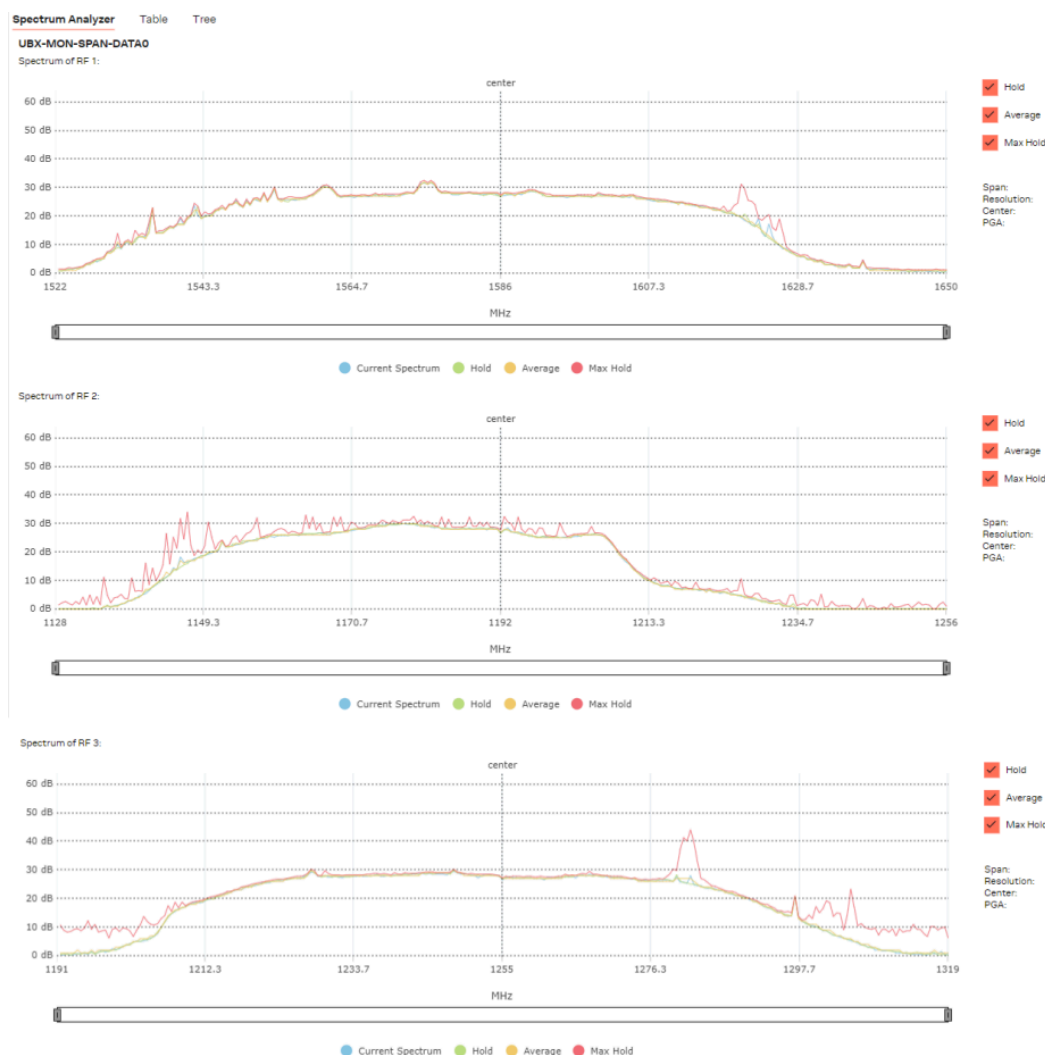 Spectrum Analyzer Table Tree
UBX-MON-SPAN-DATA0
Spectrum of RF 1:
center
60 dB
50 dB
40 dB
30 dB
20 dB
10 dB
0 dB
1522 1543.3 1564.7 1586 1607.3 1628.7 1650
MHz
Hold
Average
Max Hold
Span:
Resolution:
Center:
PGA:
Current Spectrum Hold Average Max Hold
Spectrum of RF 2:
center
60 dB
50 dB
40 dB
30 dB
20 dB
10 dB
0 dB
1128 1149.3 1170.7 1192 1213.3 1234.7 1256
MHz
Hold
Average
Max Hold
Span:
Resolution:
Center:
PGA:
Current Spectrum Hold Average Max Hold
Spectrum of RF 3:
center
60 dB
50 dB
40 dB
30 dB
20 dB
10 dB
0 dB
1191 1212.3 1233.7 1255 1276.3 1297.7 1319
MHz
Hold
Average
Max Hold
Span:
Resolution:
Center:
PGA:
Current Spectrum Hold Average Max Hold